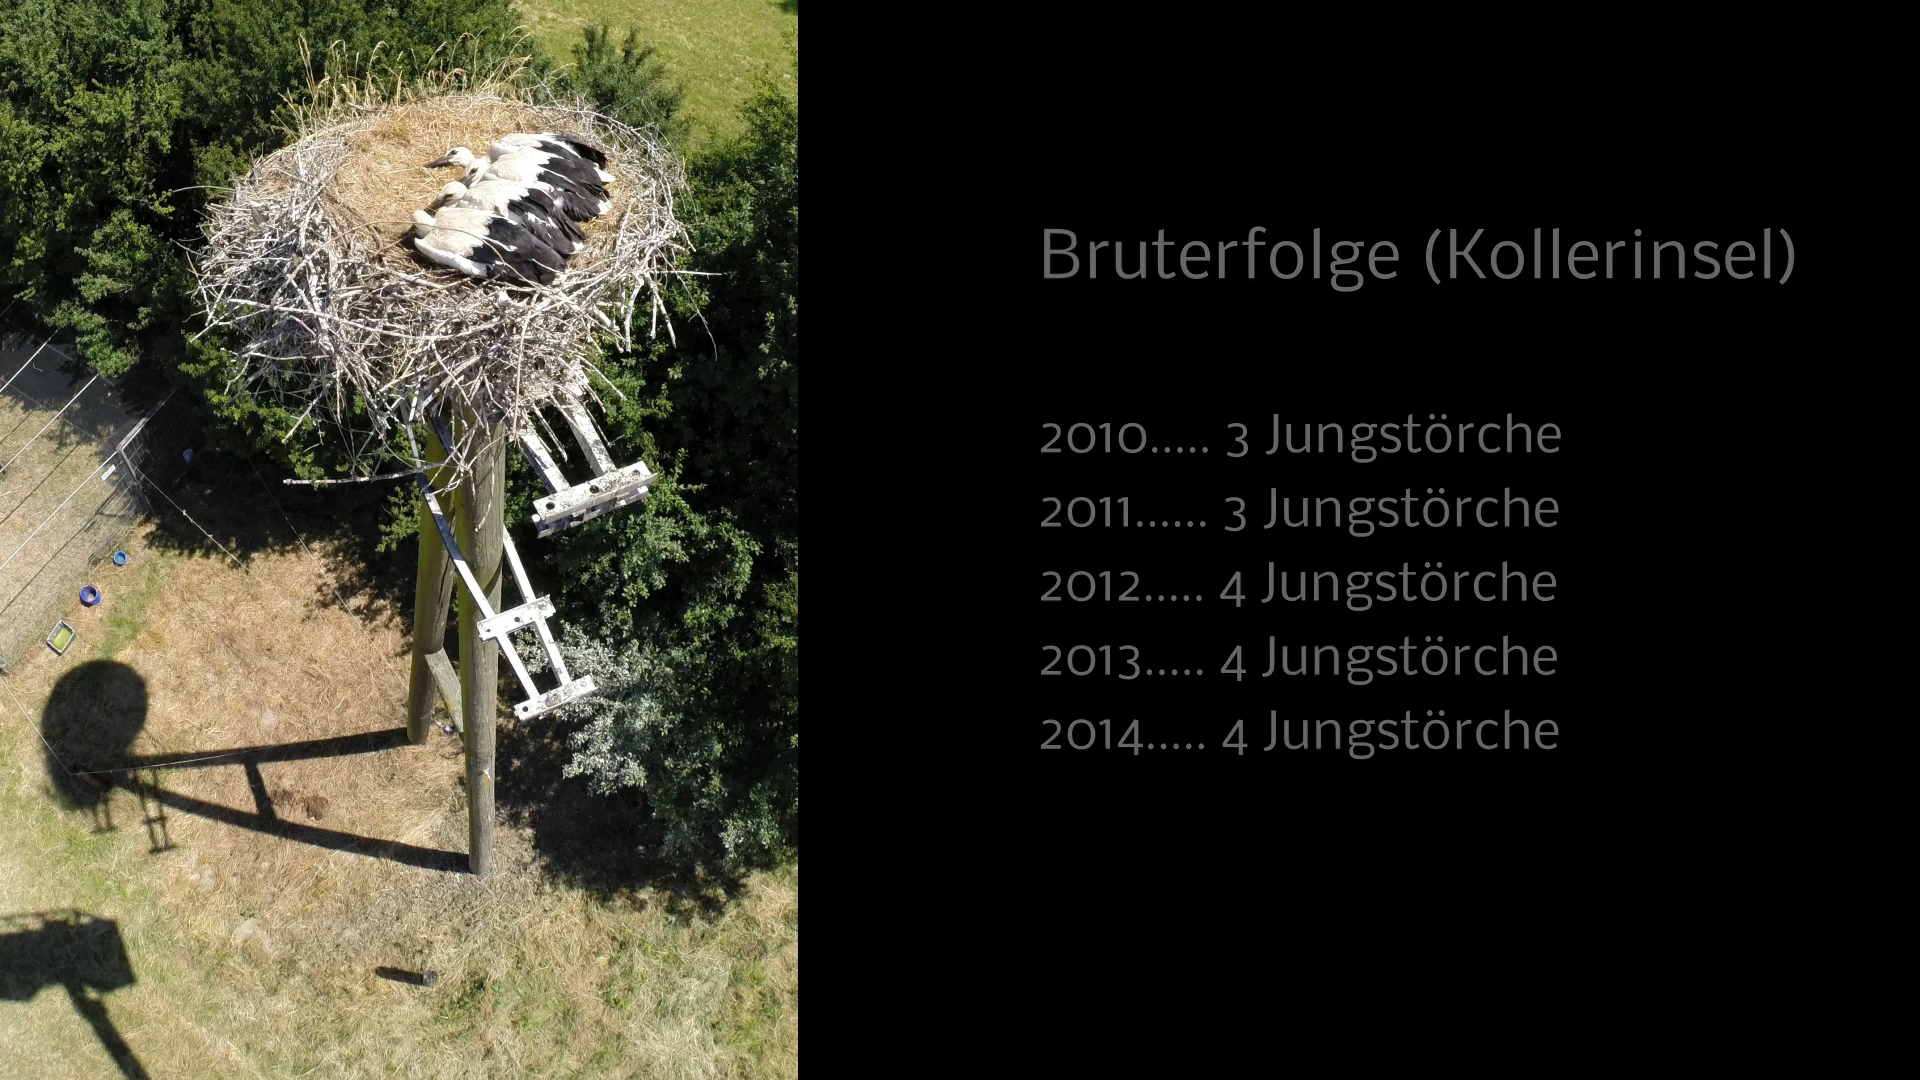 Bruterfolge (Kollerinsel)
2010..... 3 Jungstörche
2011...... 3 Jungstörche
2012..... 4 Jungstörche
2013..... 4 Jungstörche
2014..... 4 Jungstörche